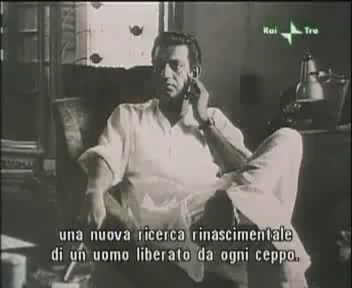 Rai Tre
una nuova ricerca rinascimentale
di un uomo liberato da ogni ceppo.